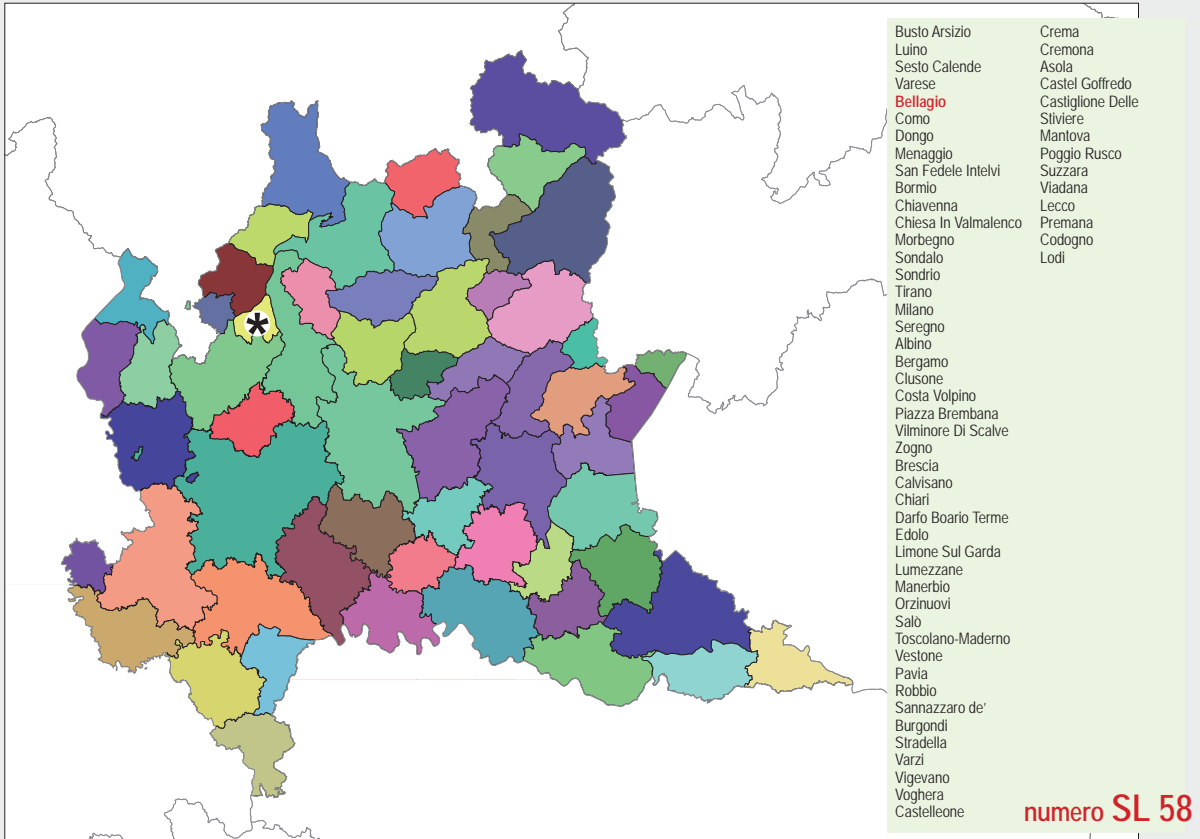 Busto Arsizio
Luino
Sesto Calende
Varese
Bellagio
Como
Dongo
Menaggio
San Fedele Intelvi
Bormio
Chiavenna
Chiesa In Valmalenco
Morbegno
Sondalo
Sondrio
Tirano
Milano
Seregno
Albino
Bergamo
Clusone
Costa Volpino
Piazza Brembana
Vilminore Di Scalve
Zogno
Brescia
Calvisano
Chiari
Darfo Boario Terme
Edolo
Limone Sul Garda
Lumezzane
Manerbio
Orzinuovi
Salò
Toscolano-Maderno
Vestone
Pavia
Robbio
Sannazzaro de'
Burgondi
Stradella
Varzi
Vigevano
Voghera
Castelleone
Crema
Cremona
Asola
Castel Goffredo
Castiglione Delle
Stiviere
Mantova
Poggio Rusco
Suzzara
Viadana
Lecco
Premana
Codogno
Lodi
numero SL 58
*